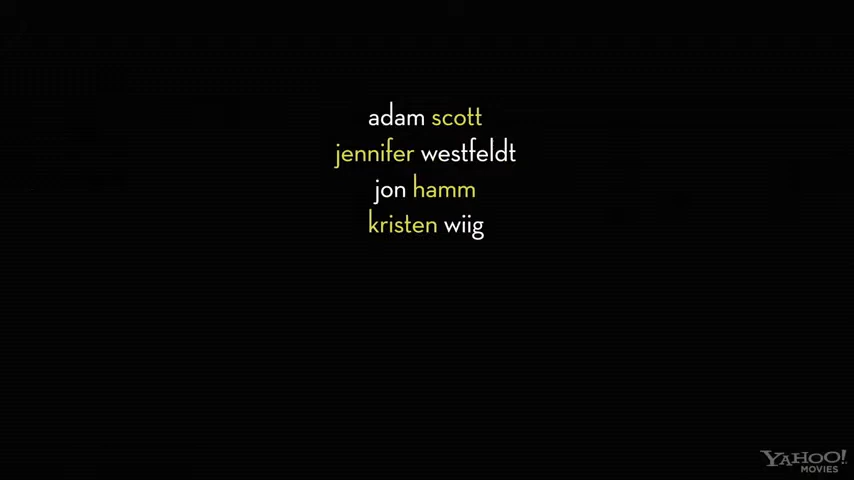 adam scott
jennifer westfeldt
jon hamm
kristen wiig
YAHOO!
MOVIES